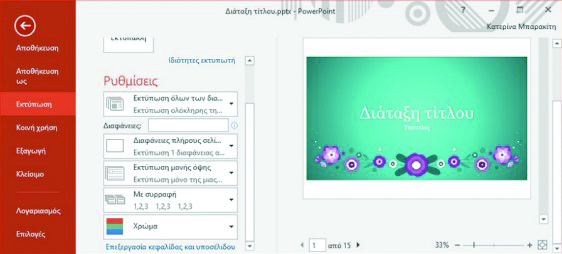 Διάταξη τίτλου.pptx - PowerPoint
?
Κατερίνα Μπαρακίτη
Αποθήκευση
Αποθήκευση ως
Εκτύπωση
Κοινή χρήση
Εξαγωγή
Κλείσιμο
Λογαριασμός
Επιλογές
Εκτύπωση
Ιδιότητες εκτυπωτή
Ρυθμίσεις
Εκτύπωση όλων των δια...
Εκτύπωση ολόκληρης τη...
Διαφάνειες:
Διαφάνειες πλήρους σελί...
Εκτύπωση 1 διαφάνειας α...
Εκτύπωση μονής όψης
Εκτύπωση μόνο της μιας...
Με συρραφή
1,2,3 1,2,3 1,2,3
Χρώμα
Επεξεργασία κεφαλίδας και υποσέλιδου
Διάταξη τίτλου
Υπότιτλος
1 από 15
33%